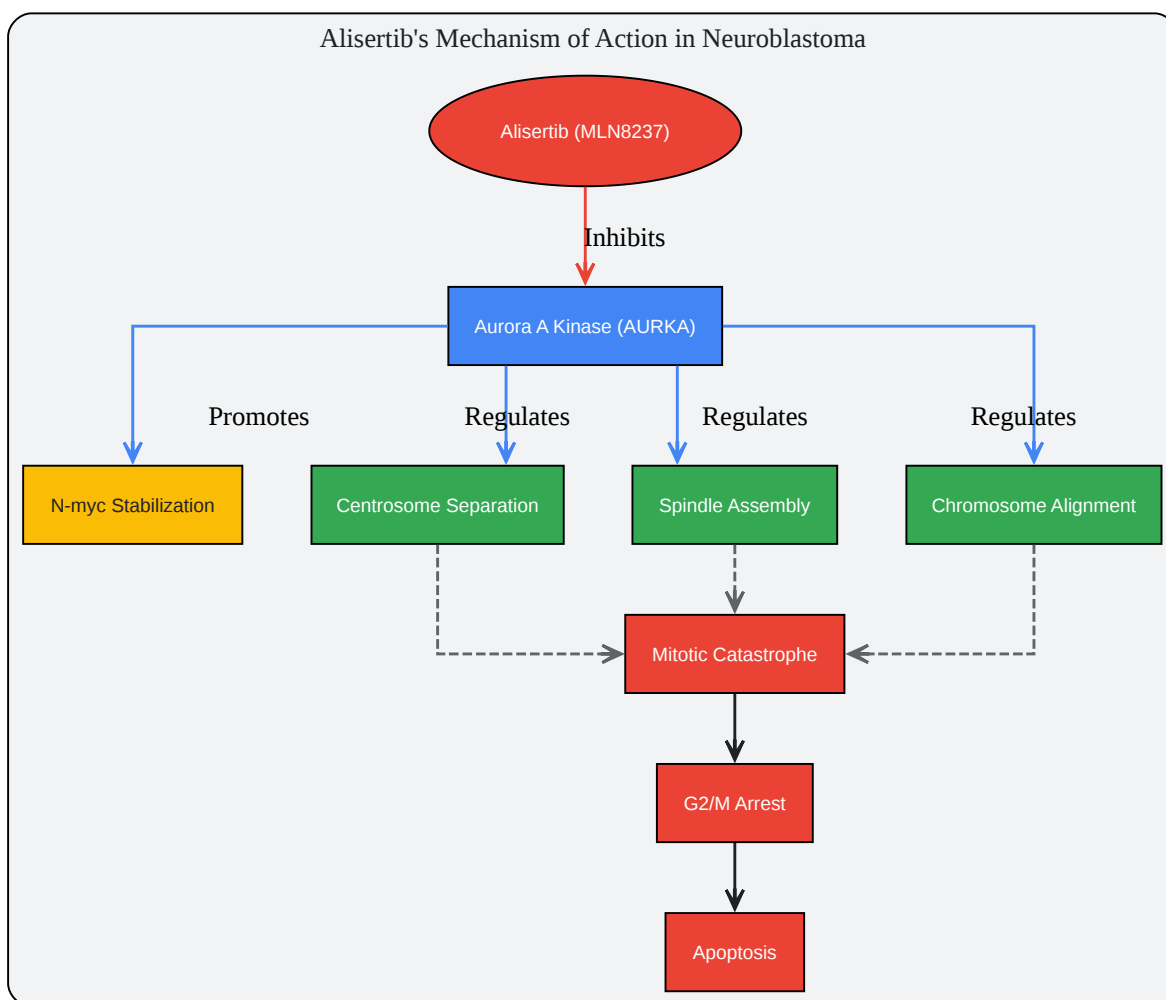 Alisertib's Mechanism of Action in Neuroblastoma
Alisertib (MLN8237)
Inhibits
Aurora A Kinase (AURKA)
Promotes
Regulates
Regulates
Regulates
N-myc Stabilization
Centrosome Separation
Spindle Assembly
Chromosome Alignment
Mitotic Catastrophe
G2/M Arrest
Apoptosis